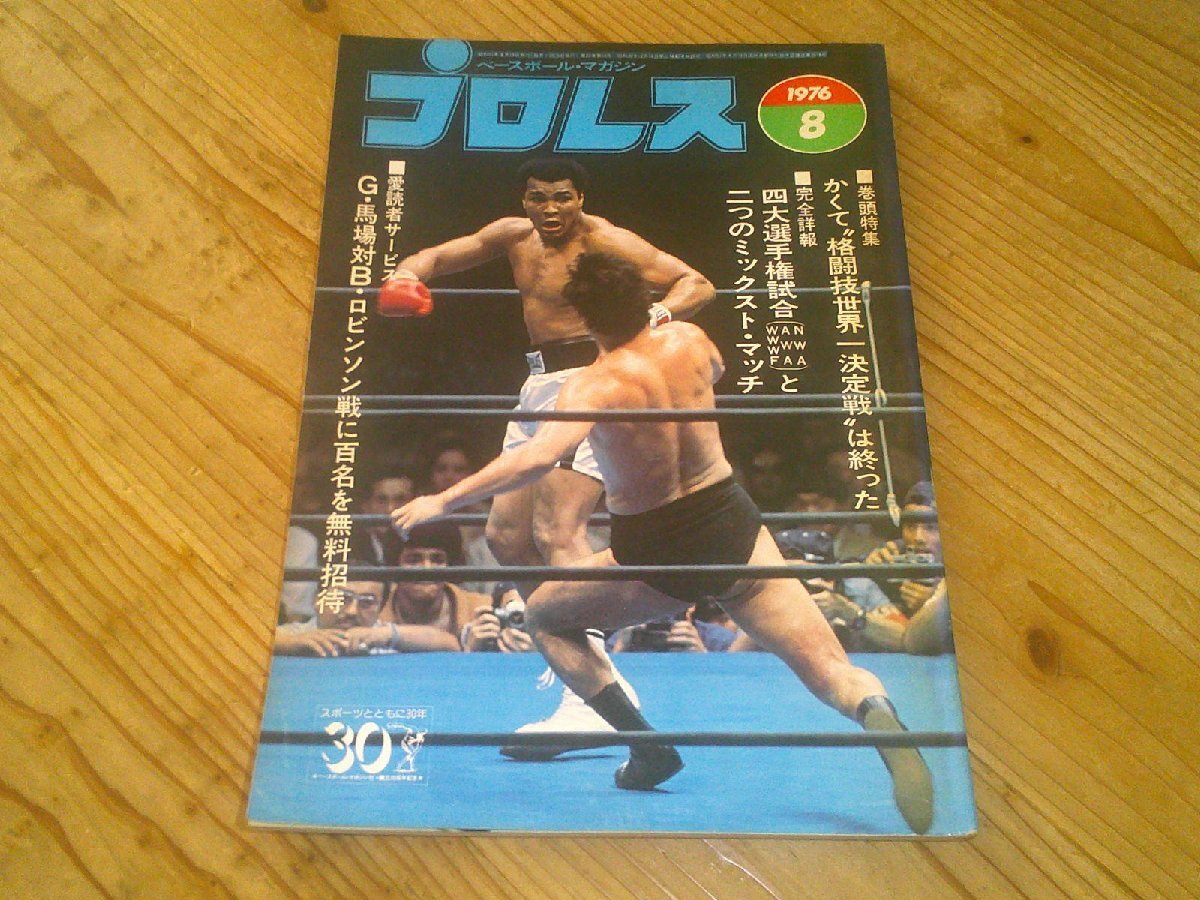 ベースボール・マガジン
プロレス
1976
8
■巻頭特集
かくて“格闘技世界一決定戦”は終った
■完全詳報
四大選手権試合(NWA AWA WWWF)と
二つのミックスト・マッチ
■愛読者サービス
G・馬場対B・ロビンソン戦に百名を無料招待
スポーツとともに30年
30